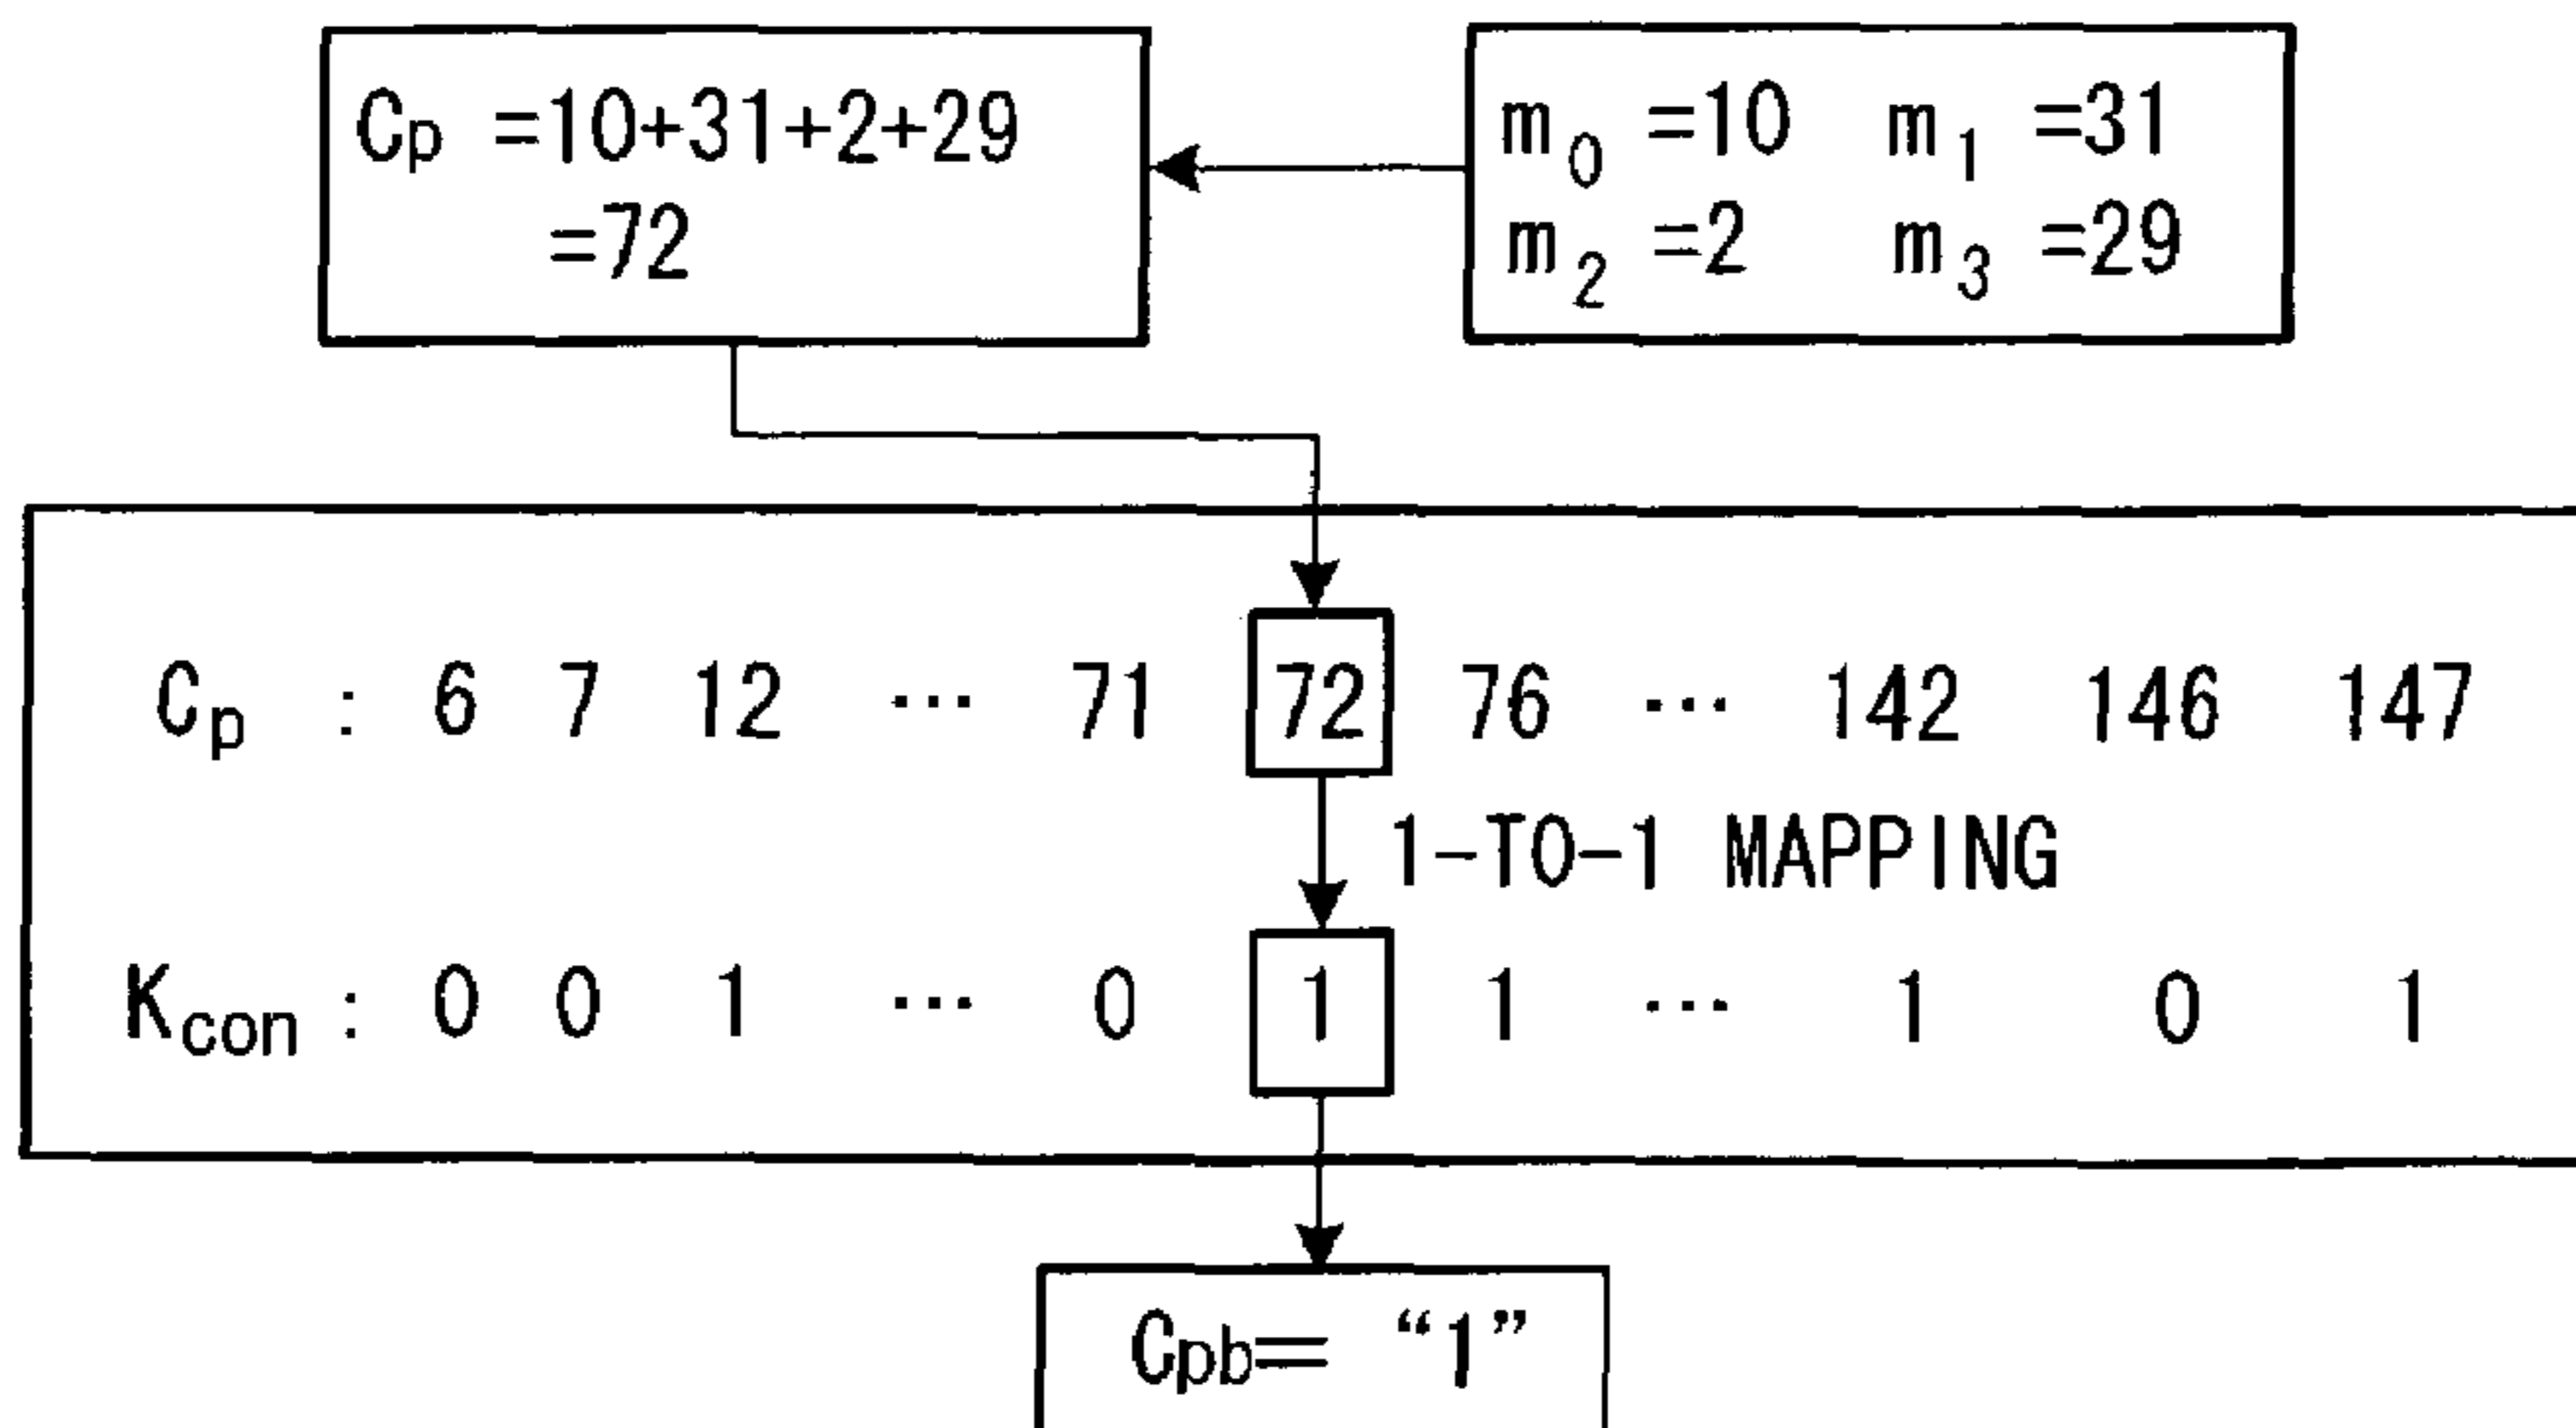 Cp =10+31+2+29
=72
m0 =10 m1 =31
m2 =2 m3 =29
Cp : 6 7 12 ··· 71 72 76 ··· 142 146 147
1-TO-1 MAPPING
Kcon : 0 0 1 ··· 0 1 1 ··· 1 0 1
Cpb= “1”